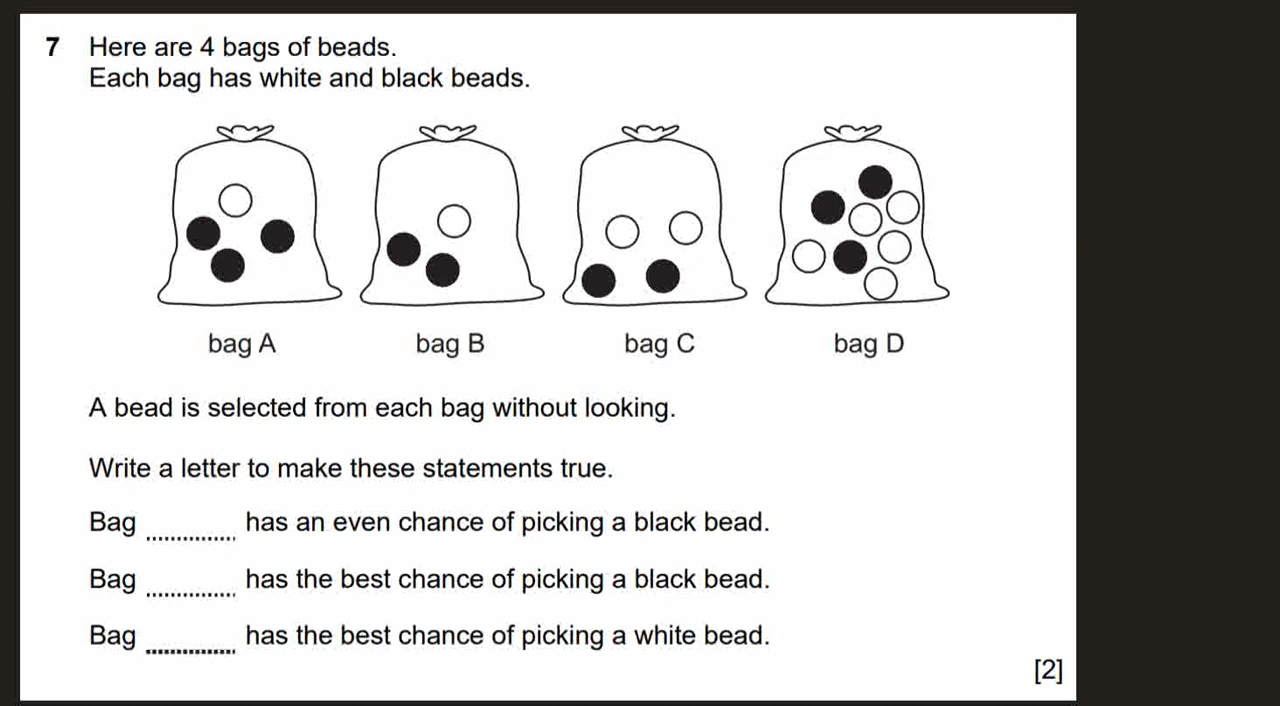 7 Here are 4 bags of beads.
Each bag has white and black beads.
bag A bag B bag C bag D
A bead is selected from each bag without looking.
Write a letter to make these statements true.
Bag ............... has an even chance of picking a black bead.
Bag ............... has the best chance of picking a black bead.
Bag ............... has the best chance of picking a white bead.
[2]